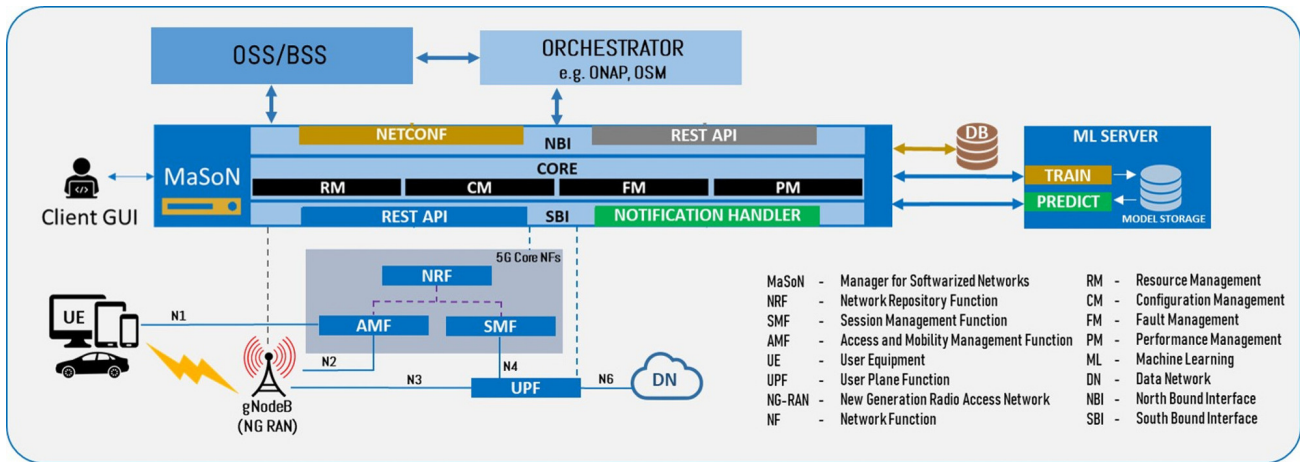 OSS/BSS
ORCHESTRATOR
e.g. ONAP, OSM
NETCONF
NBI
REST API
DB
ML SERVER
MaSoN
CORE
RM
CM
FM
PM
TRAIN
PREDICT
MODEL STORAGE
Client GUI
REST API
SBI
NOTIFICATION HANDLER
5G Core NFs
NRF
UE
N1
AMF
SMF
N2
N4
N3
UPF
N6
DN
gNodeB
(NG RAN)
MaSoN - Manager for Softwarized Networks
NRF - Network Repository Function
SMF - Session Management Function
AMF - Access and Mobility Management Function
UE - User Equipment
UPF - User Plane Function
NG-RAN - New Generation Radio Access Network
NF - Network Function
RM - Resource Management
CM - Configuration Management
FM - Fault Management
PM - Performance Management
ML - Machine Learning
DN - Data Network
NBI - North Bound Interface
SBI - South Bound Interface